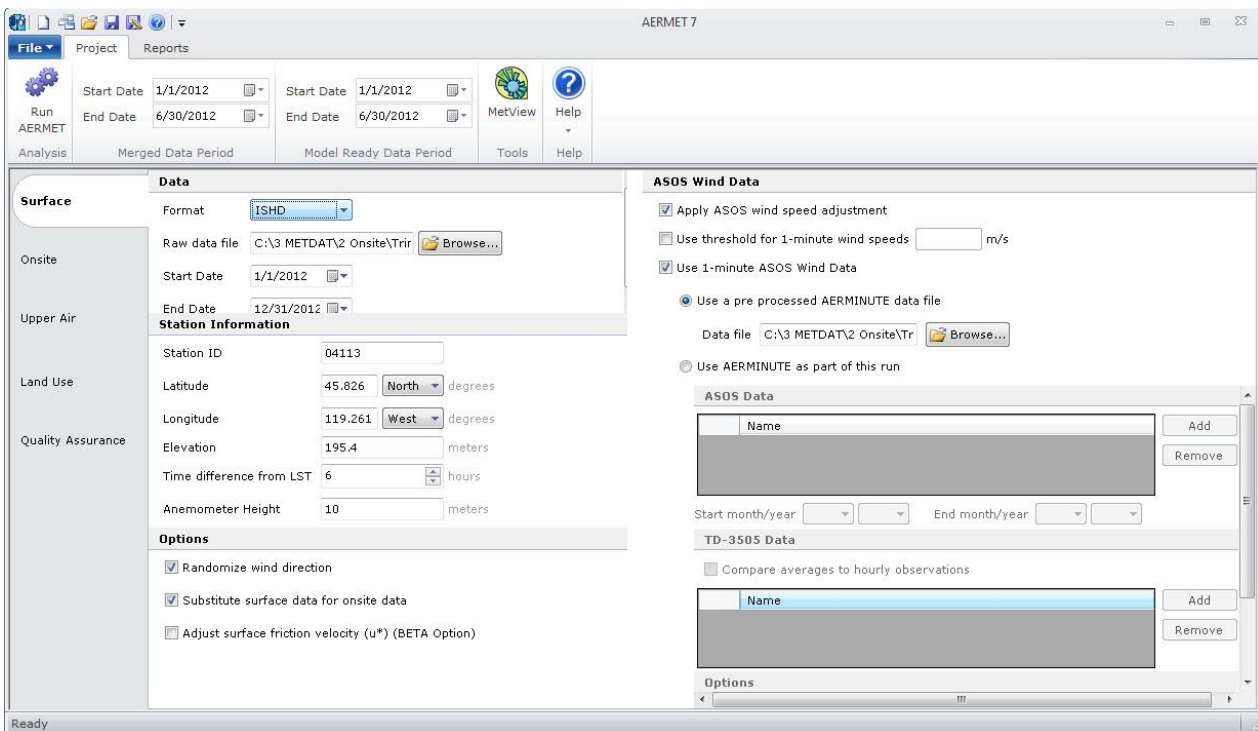 AERMET 7
File Project Reports
Run AERMET
Start Date 1/1/2012
End Date 6/30/2012
Start Date 1/1/2012
End Date 6/30/2012
MetView
Help
Analysis Merged Data Period Model Ready Data Period Tools Help
Surface
Onsite
Upper Air
Land Use
Quality Assurance
Data
Format ISHD
Raw data file C:\3 METDAT\2 Onsite\Trir Browse...
Start Date 1/1/2012
End Date 12/31/2012
Station Information
Station ID 04113
Latitude 45.826 North degrees
Longitude 119.261 West degrees
Elevation 195.4 meters
Time difference from LST 6 hours
Anemometer Height 10 meters
Options
Randomize wind direction
Substitute surface data for onsite data
Adjust surface friction velocity (u*) (BETA Option)
ASOS Wind Data
Apply ASOS wind speed adjustment
Use threshold for 1-minute wind speeds m/s
Use 1-minute ASOS Wind Data
Use a pre processed AERMINUTE data file
Data file C:\3 METDAT\2 Onsite\Tr Browse...
Use AERMINUTE as part of this run
ASOS Data
Name Add
Remove
Start month/year End month/year
TD-3505 Data
Compare averages to hourly observations
Name Add
Remove
Options
Ready